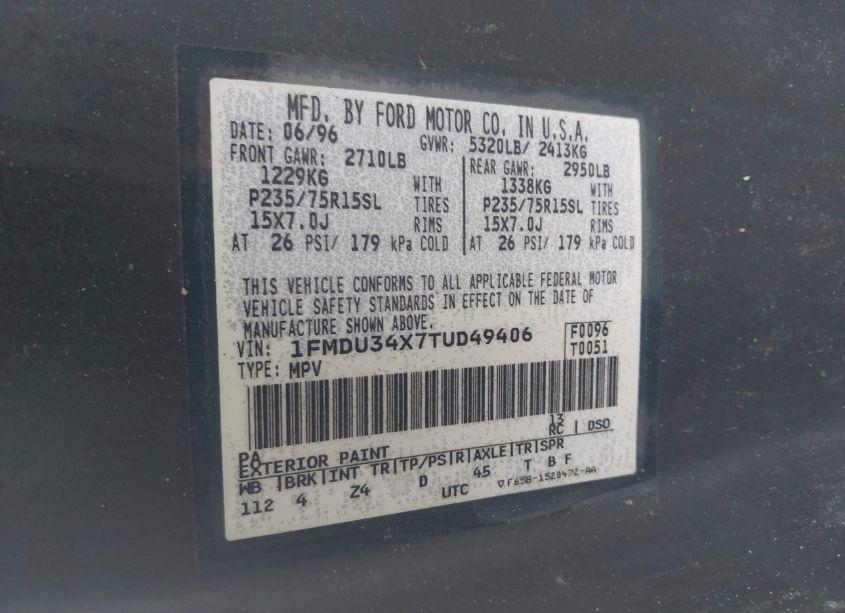 MFD. BY FORD MOTOR CO. IN U.S.A.
DATE: 06/96 GVWR: 5320LB/ 2413KG
FRONT GAWR: 2710LB REAR GAWR: 2950LB
1229KG WITH 1338KG WITH
P235/75R15SL TIRES P235/75R15SL TIRES
15X7.0J RIMS 15X7.0J RIMS
AT 26 PSI/ 179 kPa COLD AT 26 PSI/ 179 kPa COLD
THIS VEHICLE CONFORMS TO ALL APPLICABLE FEDERAL MOTOR
VEHICLE SAFETY STANDARDS IN EFFECT ON THE DATE OF
MANUFACTURE SHOWN ABOVE.
VIN: 1FMDU34X7TUD49406 F0096
TYPE: MPV T0051
13
PA RC DSO
EXTERIOR PAINT
WB BRK INT TR TP/PS R AXLE TR SPR
112 4 Z4 D 45 T B F
UTC ▽F65B-1520472-AA